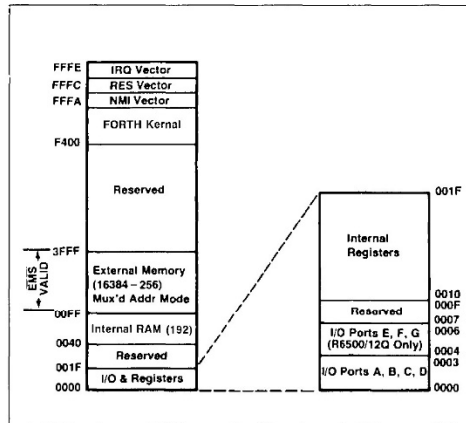 FFFE
IRQ Vector
FFFC
RES Vector
FFFA
NMI Vector
FORTH Kernal
F400
Reserved
3FFF
EMS
VALID
External Memory
(16384 – 256)
Mux'd Addr Mode
00FF
Internal RAM (192)
0040
Reserved
001F
I/O & Registers
0000
001F
Internal
Registers
0010
000F
Reserved
0007
I/O Ports E, F, G
(R6500/12Q Only)
0006
0004
0003
I/O Ports A, B, C, D
0000